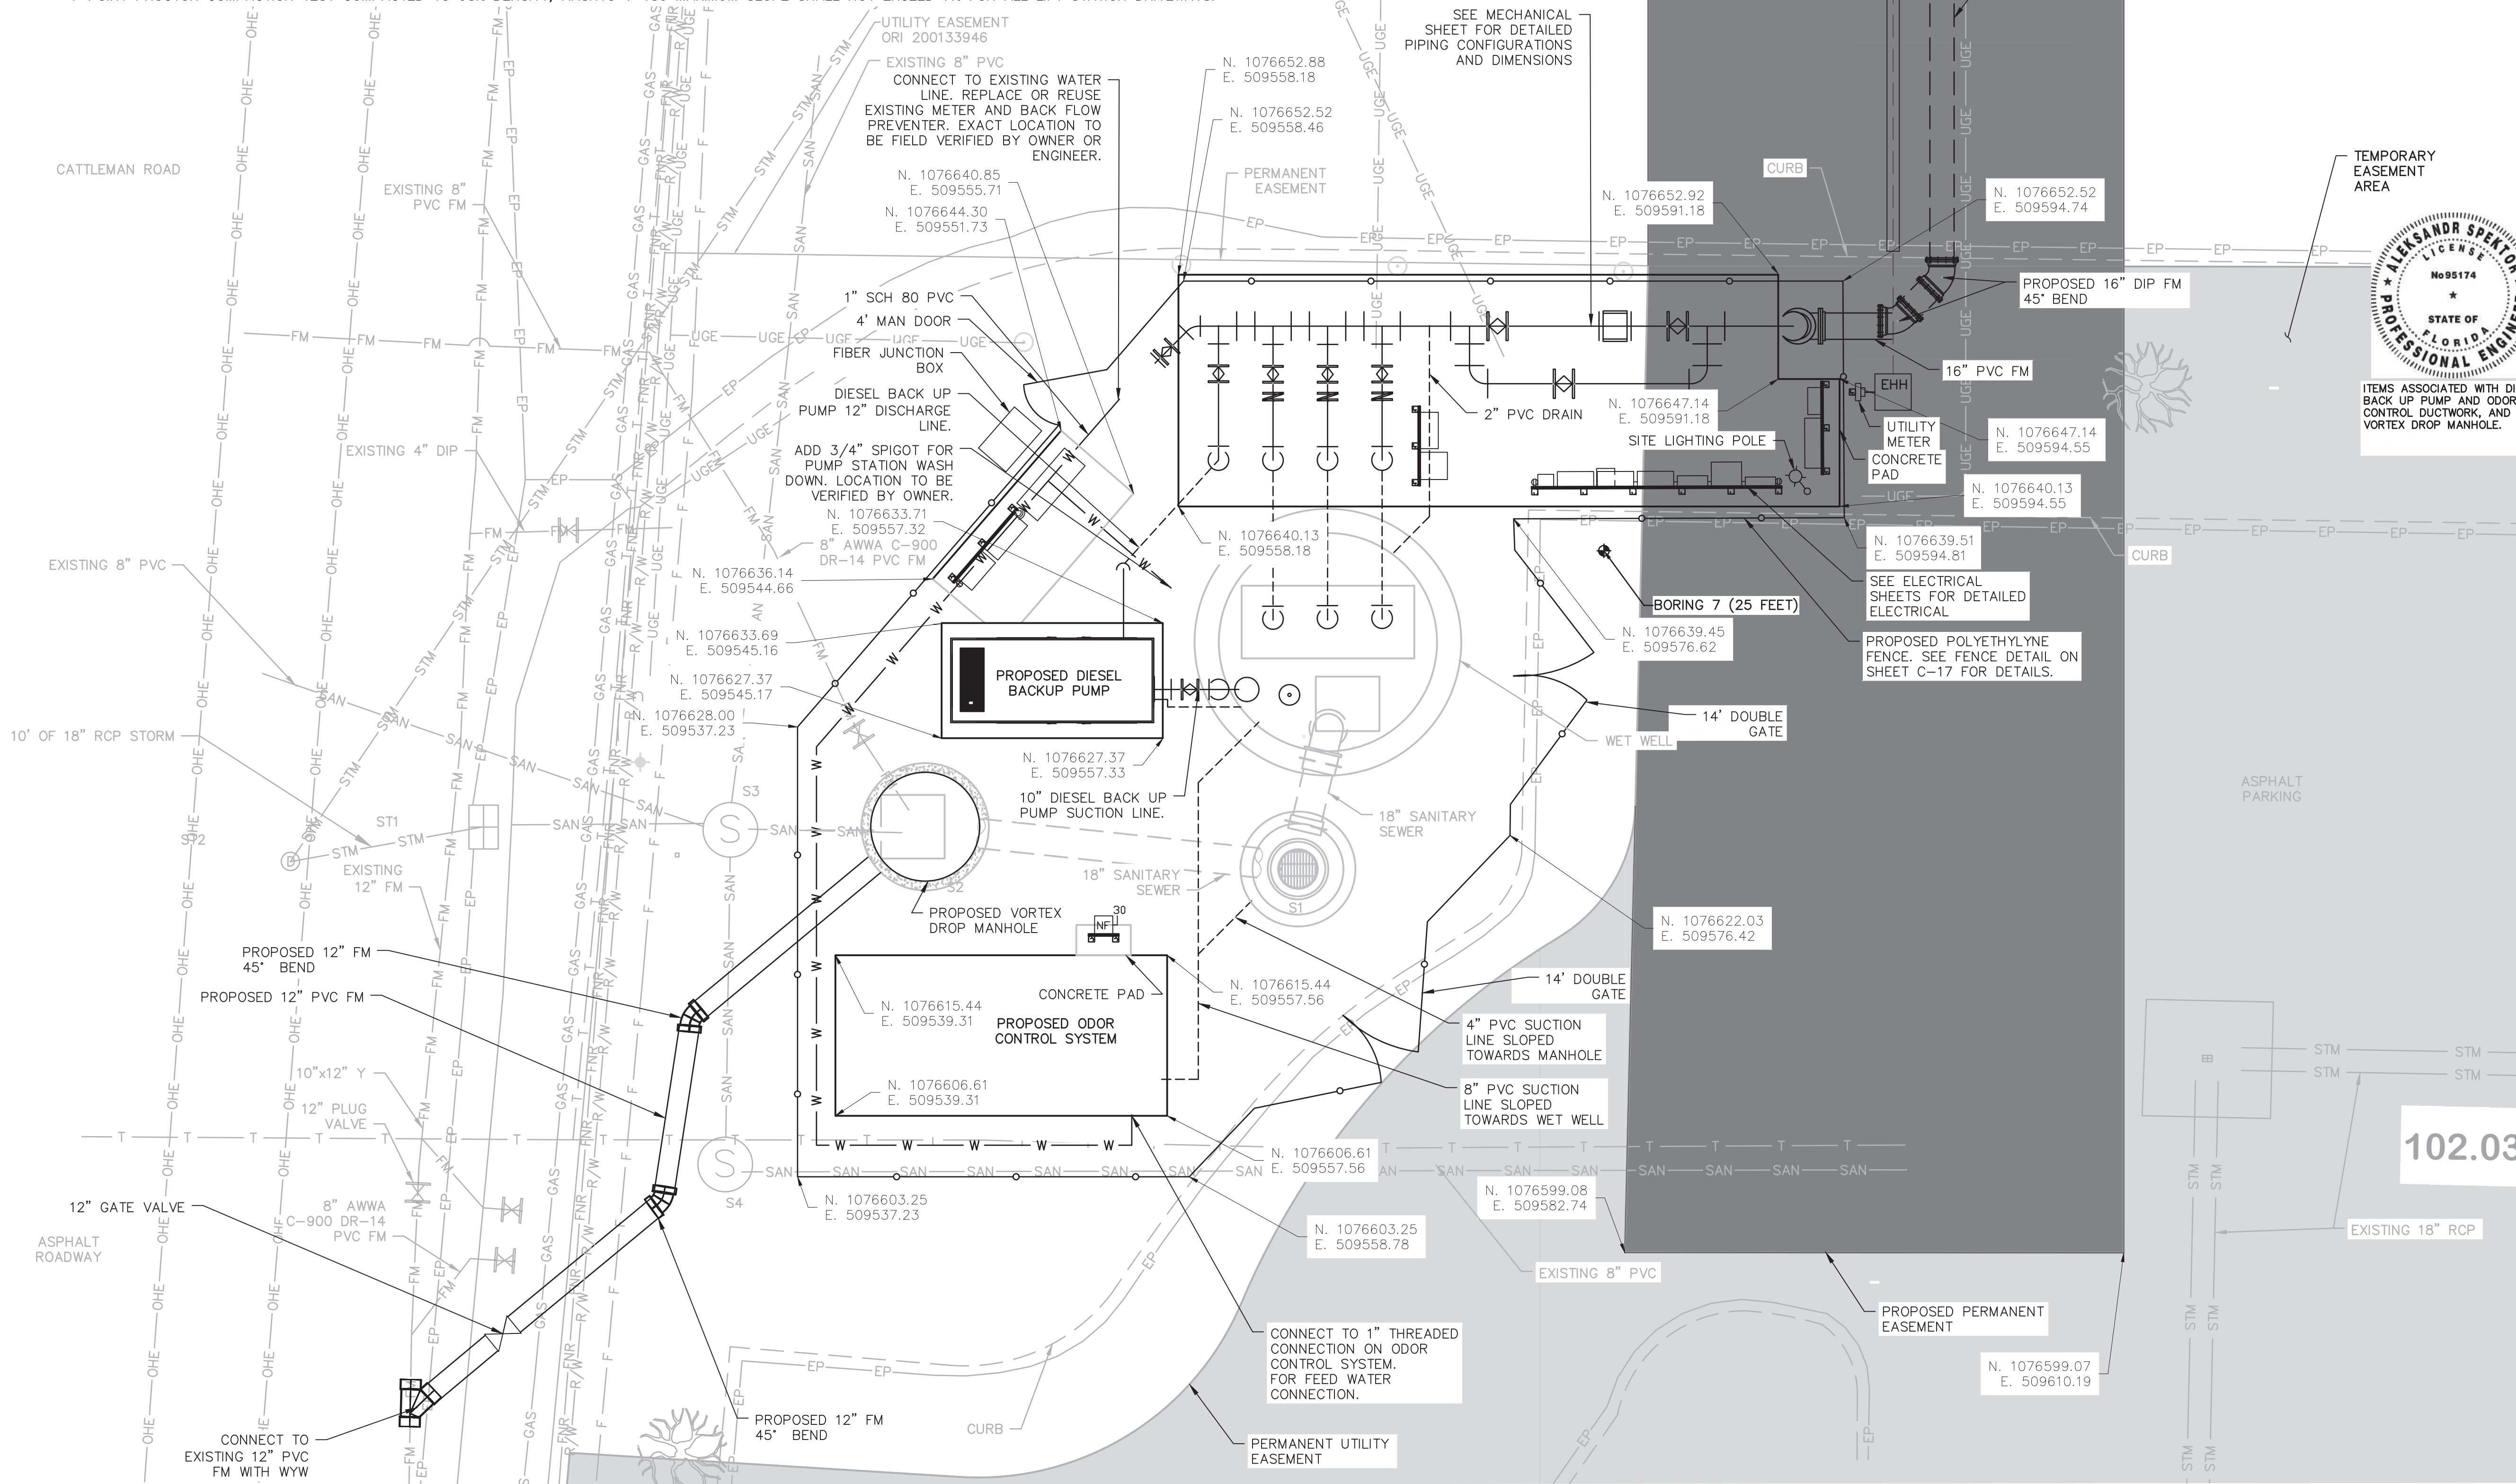 UTILITY EASEMENT
ORI 200133946
EXISTING 8" PVC
CONNECT TO EXISTING WATER
LINE. REPLACE OR REUSE
EXISTING METER AND BACK FLOW
PREVENTER. EXACT LOCATION TO
BE FIELD VERIFIED BY OWNER OR
ENGINEER.
SEE MECHANICAL
SHEET FOR DETAILED
PIPING CONFIGURATIONS
AND DIMENSIONS
N. 1076652.88
E. 509558.18
N. 1076652.52
E. 509558.46
CATTLEMAN ROAD
EXISTING 8"
PVC FM
N. 1076640.85
E. 509555.71
N. 1076644.30
E. 509551.73
PERMANENT
EASEMENT
N. 1076652.92
E. 509591.18
CURB
N. 1076652.52
E. 509594.74
TEMPORARY
EASEMENT
AREA
ALEKSANDR SPEKTO
LICENSE
No 95174
STATE OF
FLORIDA
PROFESSIONAL ENGI
ITEMS ASSOCIATED WITH DI
BACK UP PUMP AND ODOR
CONTROL DUCTWORK, AND
VORTEX DROP MANHOLE.
PROPOSED 16" DIP FM
45° BEND
16" PVC FM
1" SCH 80 PVC
4' MAN DOOR
FIBER JUNCTION
BOX
DIESEL BACK UP
PUMP 12" DISCHARGE
LINE.
ADD 3/4" SPIGOT FOR
PUMP STATION WASH
DOWN. LOCATION TO BE
VERIFIED BY OWNER.
N. 1076633.71
E. 509557.32
8" AWWA C-900
DR-14 PVC FM
EXISTING 4" DIP
2" PVC DRAIN
N. 1076647.14
E. 509591.18
SITE LIGHTING POLE
EHH
UTILITY
METER
CONCRETE
PAD
N. 1076647.14
E. 509594.55
N. 1076640.13
E. 509594.55
N. 1076640.13
E. 509558.18
N. 1076639.51
E. 509594.81
CURB
SEE ELECTRICAL
SHEETS FOR DETAILED
ELECTRICAL
BORING 7 (25 FEET)
N. 1076639.45
E. 509576.62
PROPOSED POLYETHYLYNE
FENCE. SEE FENCE DETAIL ON
SHEET C-17 FOR DETAILS.
EXISTING 8" PVC
N. 1076636.14
E. 509544.66
N. 1076633.69
E. 509545.16
N. 1076627.37
E. 509545.17
N. 1076628.00
E. 509537.23
PROPOSED DIESEL
BACKUP PUMP
14' DOUBLE
GATE
WET WELL
10' OF 18" RCP STORM
N. 1076627.37
E. 509557.33
10" DIESEL BACK UP
PUMP SUCTION LINE.
18" SANITARY
SEWER
ASPHALT
PARKING
S3
ST1
ST2
EXISTING
12" FM
S2
18" SANITARY
SEWER
S1
PROPOSED VORTEX
DROP MANHOLE
30
NF
N. 1076622.03
E. 509576.42
PROPOSED 12" FM
45° BEND
PROPOSED 12" PVC FM
CONCRETE PAD
N. 1076615.44
E. 509557.56
14' DOUBLE
GATE
N. 1076615.44
E. 509539.31
PROPOSED ODOR
CONTROL SYSTEM
4" PVC SUCTION
LINE SLOPED
TOWARDS MANHOLE
10"x12" Y
12" PLUG
VALVE
N. 1076606.61
E. 509539.31
8" PVC SUCTION
LINE SLOPED
TOWARDS WET WELL
102.03
N. 1076606.61
E. 509557.56
12" GATE VALVE
S4
8" AWWA
C-900 DR-14
PVC FM
N. 1076603.25
E. 509537.23
N. 1076599.08
E. 509582.74
N. 1076603.25
E. 509558.78
EXISTING 18" RCP
ASPHALT
ROADWAY
EXISTING 8" PVC
PROPOSED PERMANENT
EASEMENT
CONNECT TO 1" THREADED
CONNECTION ON ODOR
CONTROL SYSTEM.
FOR FEED WATER
CONNECTION.
N. 1076599.07
E. 509610.19
PROPOSED 12" FM
45° BEND
CURB
PERMANENT UTILITY
EASEMENT
CONNECT TO
EXISTING 12" PVC
FM WITH WYW